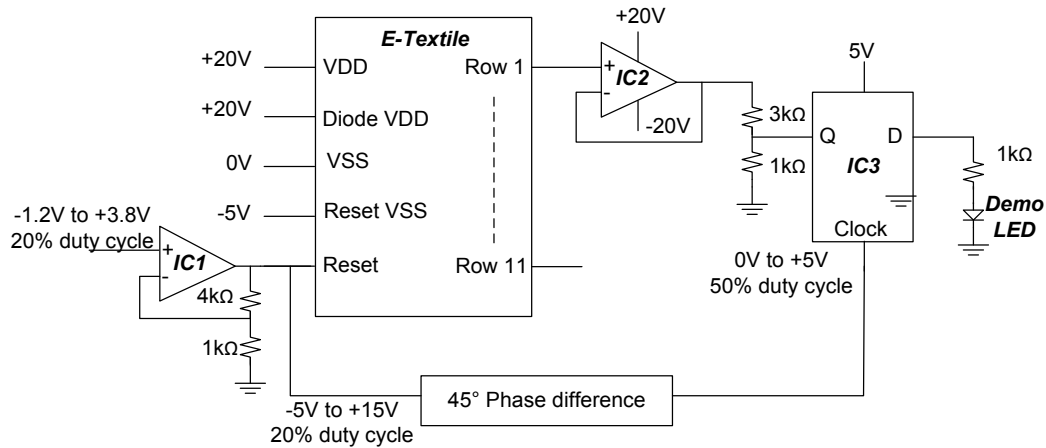 E-Textile
+20V
VDD
Row 1
+20V
Diode VDD
0V
VSS
-5V
Reset VSS
Reset
Row 11
-1.2V to +3.8V
20% duty cycle
+
-
IC1
4kΩ
1kΩ
+20V
+
-
IC2
-20V
3kΩ
1kΩ
5V
Q
D
IC3
Clock
1kΩ
Demo
LED
0V to +5V
50% duty cycle
-5V to +15V
20% duty cycle
45° Phase difference